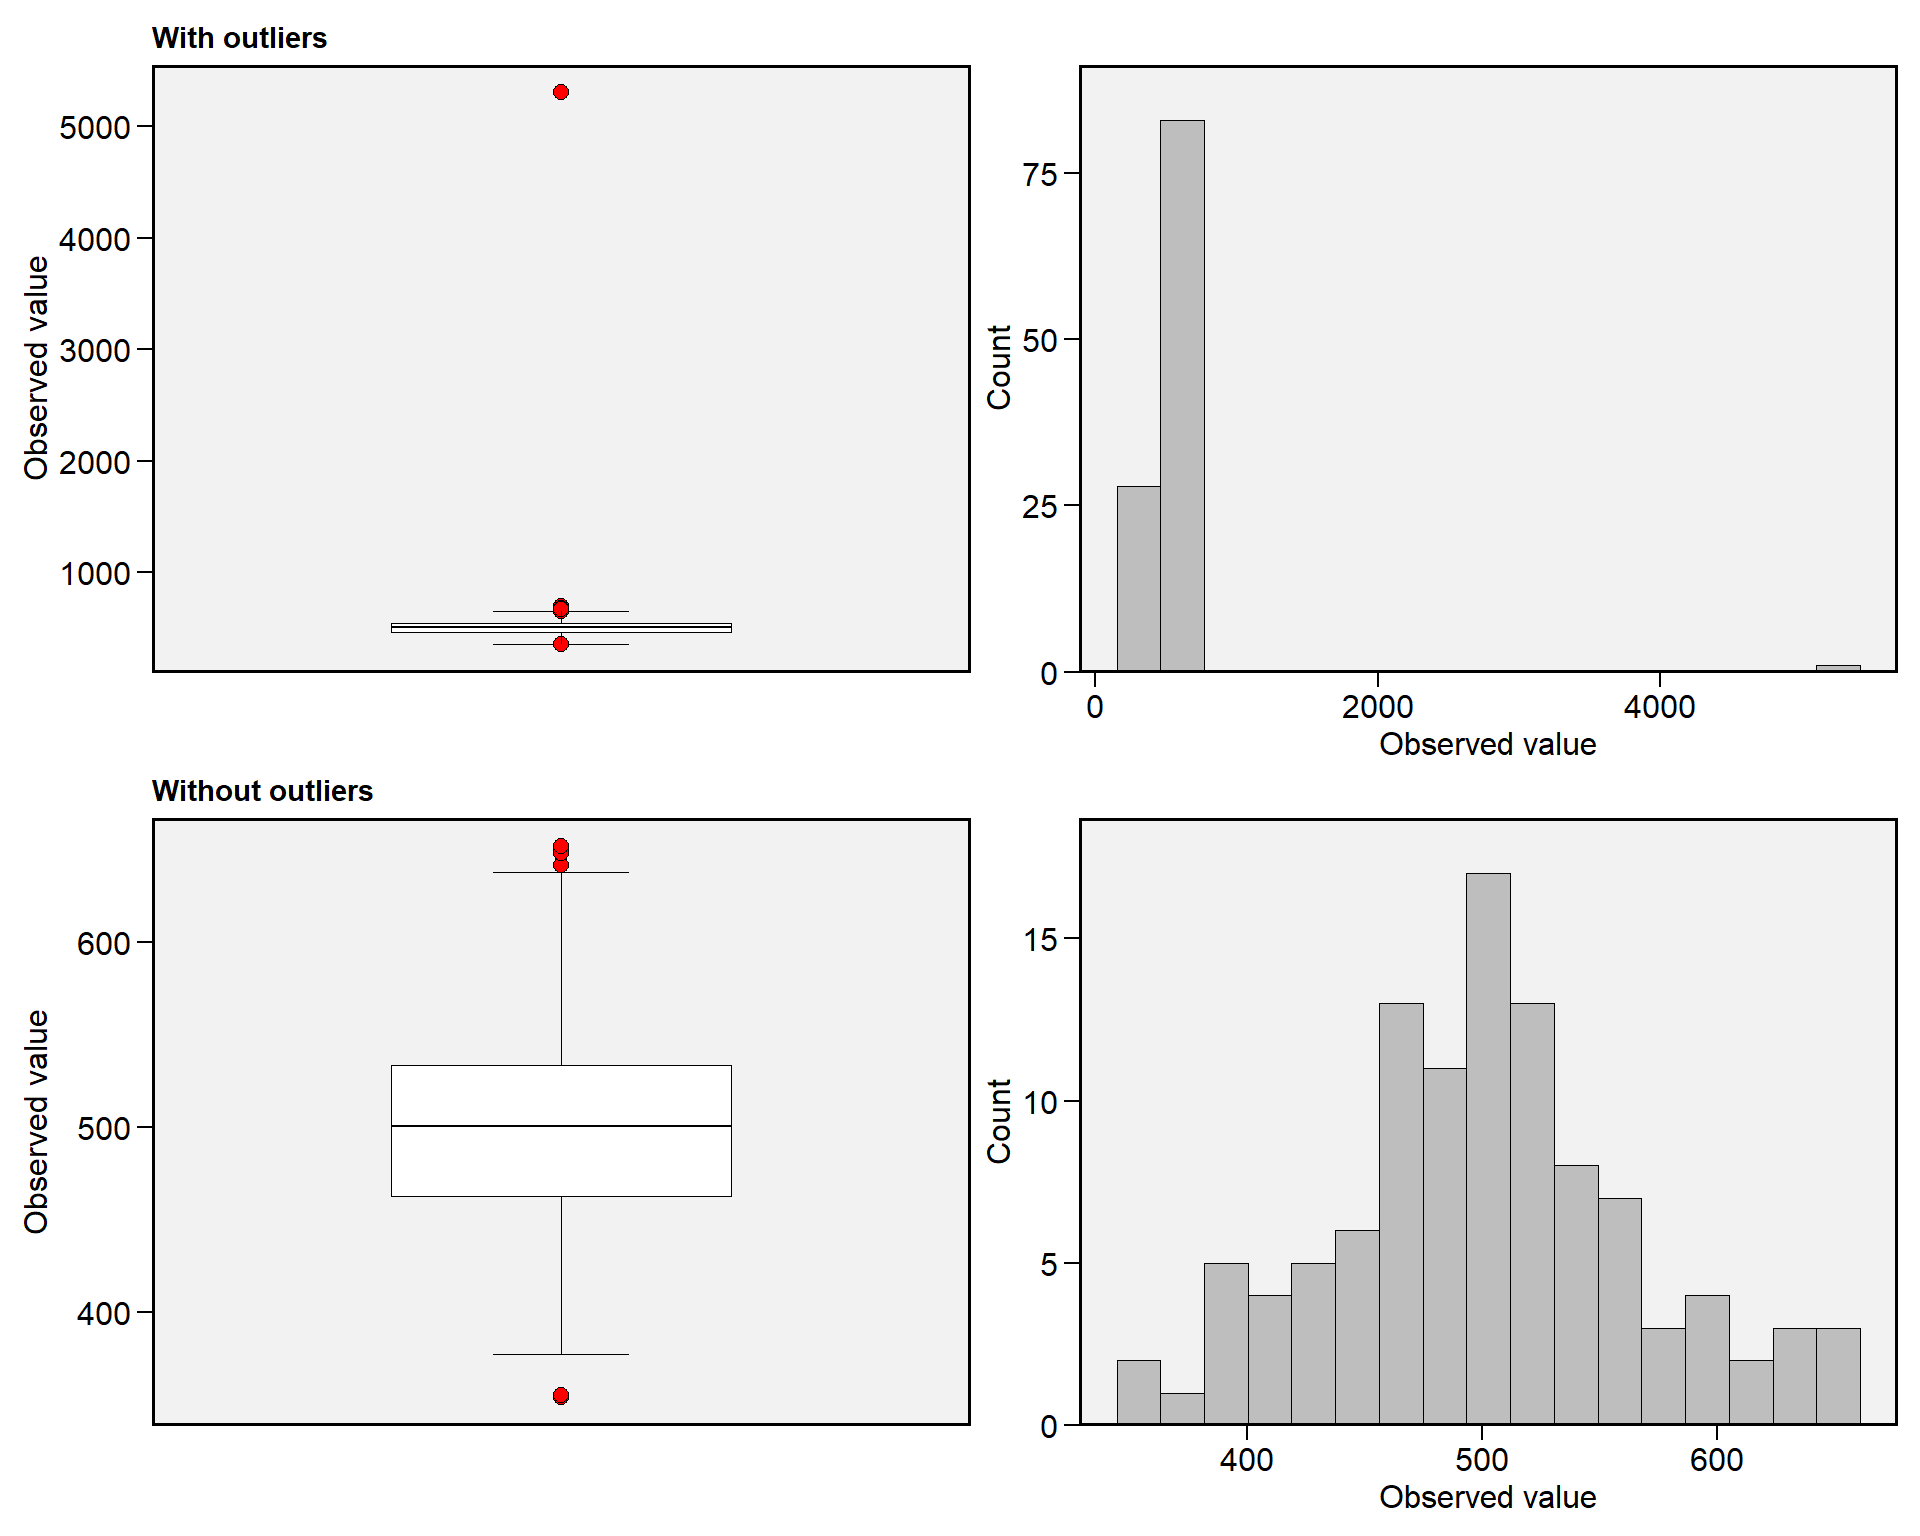 With outliers
Observed value
5000
4000
3000
2000
1000
Count
75
50
25
0
0 2000 4000
Observed value
Without outliers
Observed value
600
500
400
Count
15
10
5
0
400 500 600
Observed value